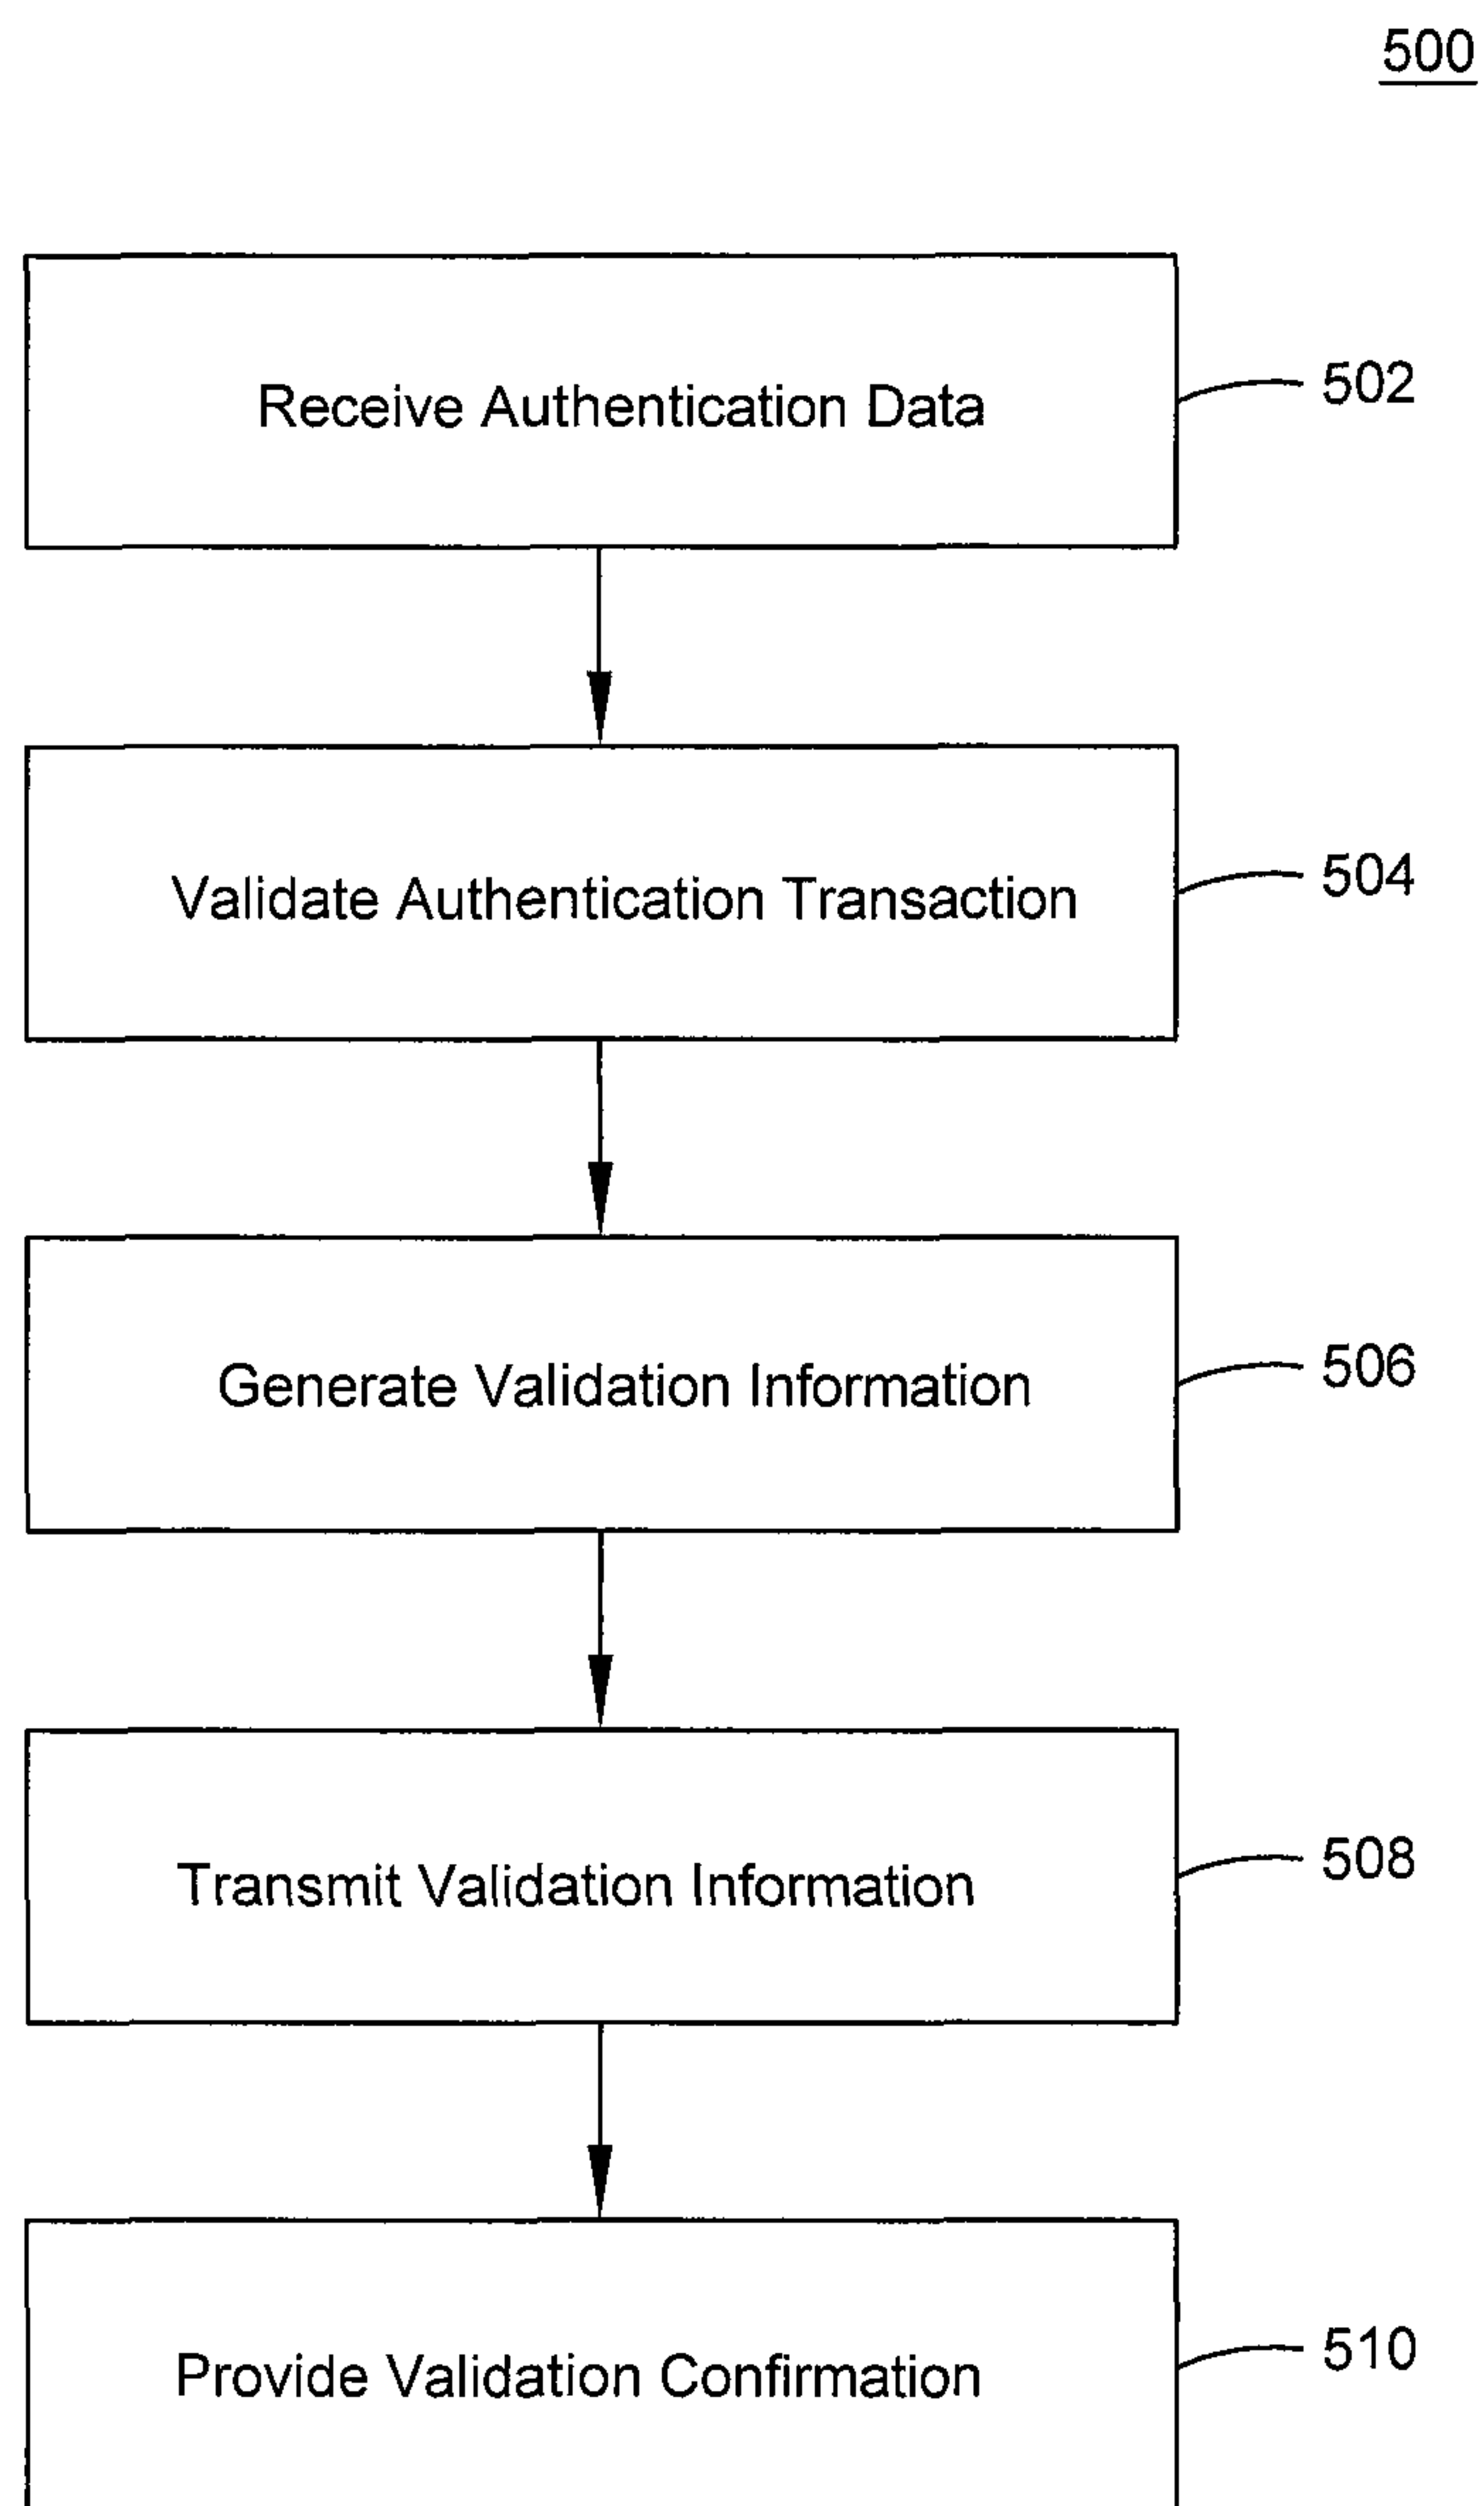 500
Receive Authentication Data
502
Validate Authentication Transaction
504
Generate Validation Information
506
Transmit Validation Information
508
Provide Validation Confirmation
510